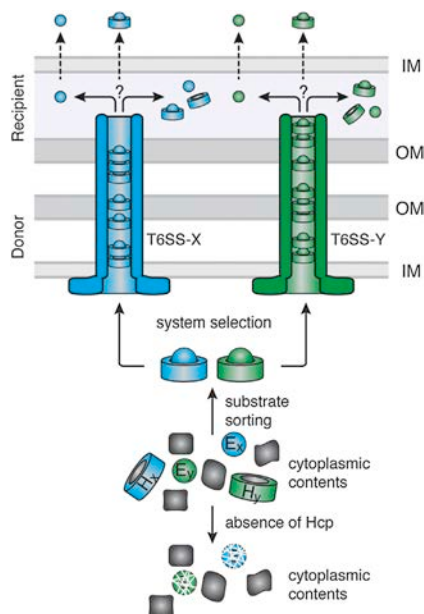 IM
Recipient
?
?
OM
Donor
OM
T6SS-X
T6SS-Y
IM
system selection
substrate
sorting
Ex
Ey
Hx
Hy
cytoplasmic
contents
absence of Hcp
cytoplasmic
contents